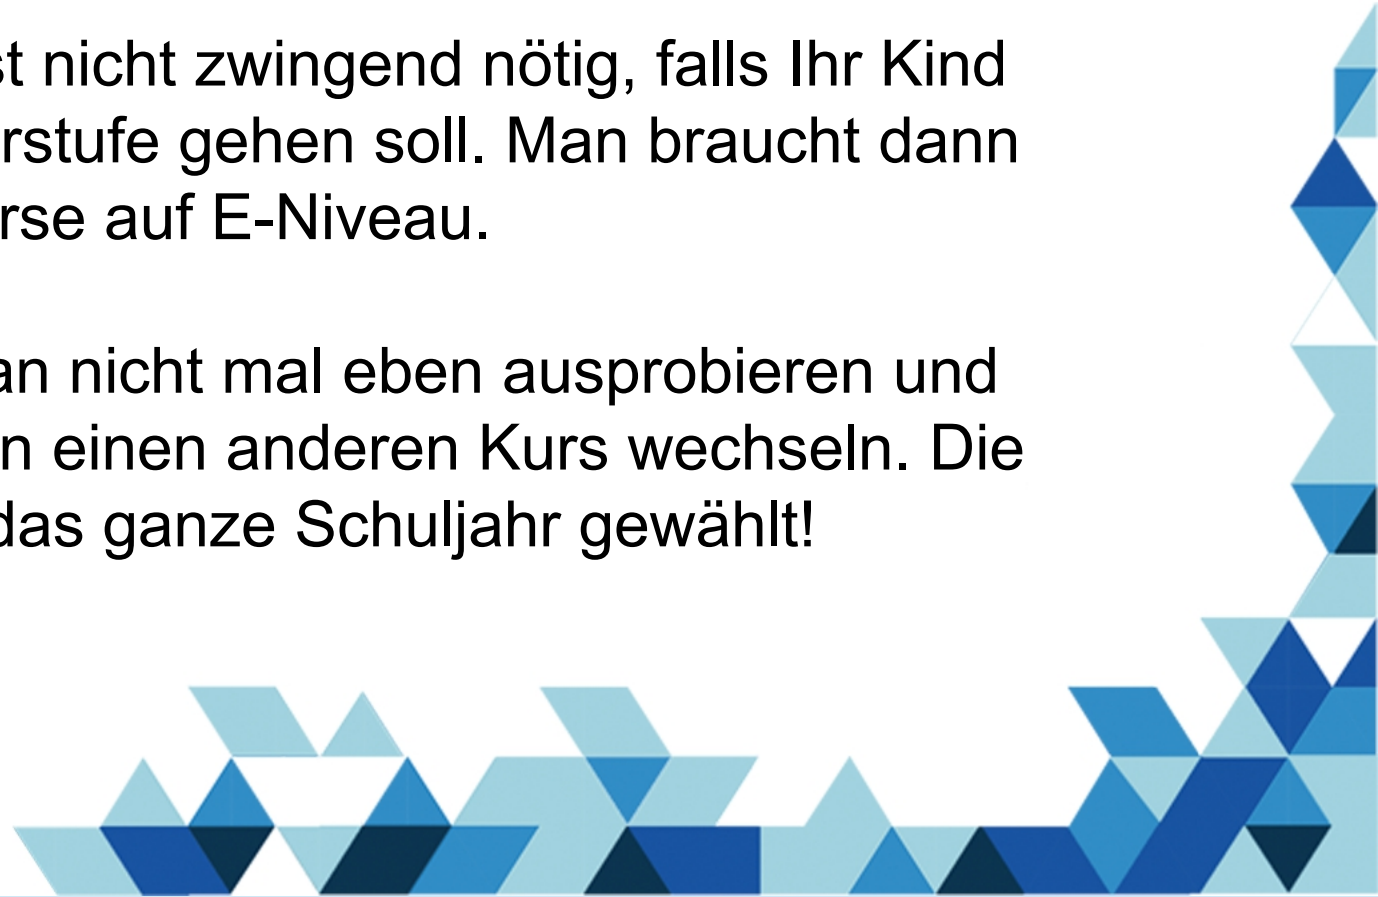 st nicht zwingend nötig, falls Ihr Kind
rstufe gehen soll. Man braucht dann
rse auf E-Niveau.
an nicht mal eben ausprobieren und
n einen anderen Kurs wechseln. Die
das ganze Schuljahr gewählt!